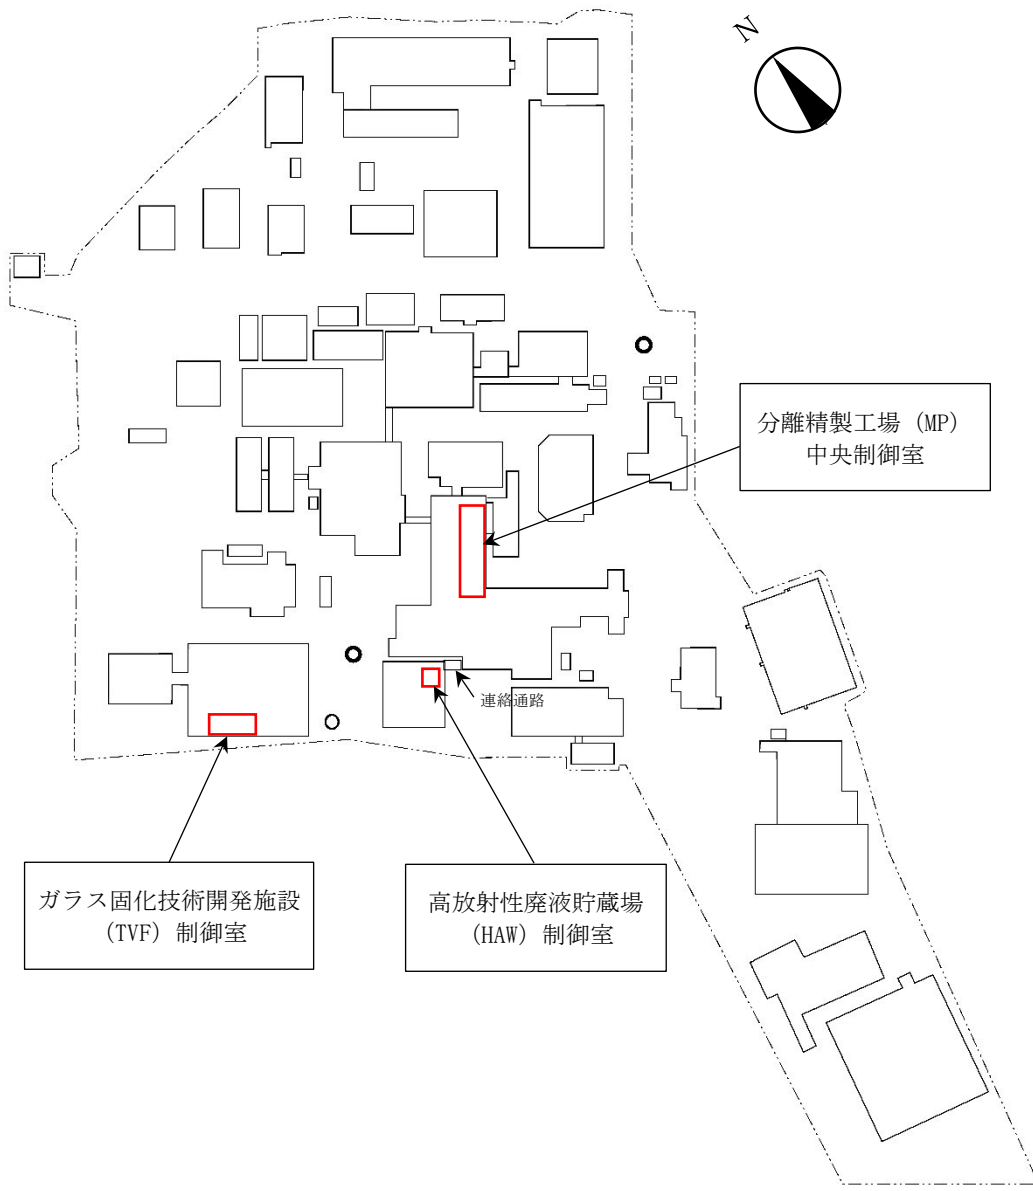 N
分離精製工場 (MP)
中央制御室
連絡通路
ガラス固化技術開発施設
(TVF) 制御室
高放射性廃液貯蔵場
(HAW) 制御室